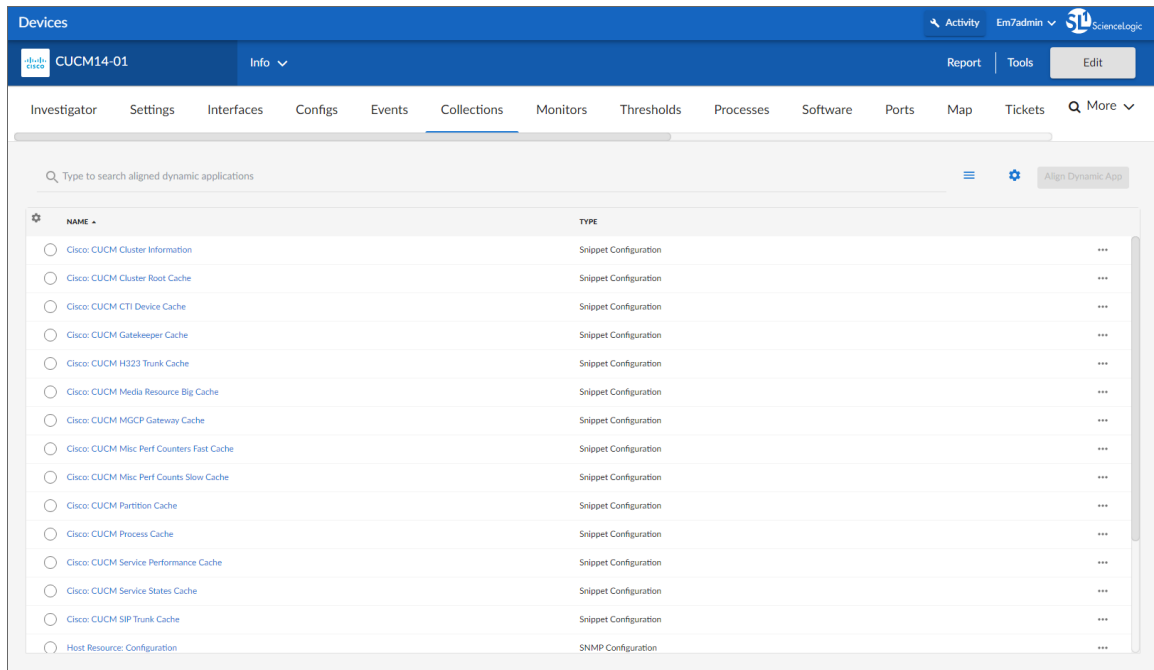 Devices
Activity
Em7admin
SL1 ScienceLogic
cisco
CUCM14-01
Info
Report
Tools
Edit
Investigator Settings Interfaces Configs Events Collections Monitors Thresholds Processes Software Ports Map Tickets More
Type to search aligned dynamic applications
Align Dynamic App
NAME TYPE
Cisco: CUCM Cluster Information Snippet Configuration
Cisco: CUCM Cluster Root Cache Snippet Configuration
Cisco: CUCM CTI Device Cache Snippet Configuration
Cisco: CUCM Gatekeeper Cache Snippet Configuration
Cisco: CUCM H323 Trunk Cache Snippet Configuration
Cisco: CUCM Media Resource Big Cache Snippet Configuration
Cisco: CUCM MGCP Gateway Cache Snippet Configuration
Cisco: CUCM Misc Perf Counters Fast Cache Snippet Configuration
Cisco: CUCM Misc Perf Counts Slow Cache Snippet Configuration
Cisco: CUCM Partition Cache Snippet Configuration
Cisco: CUCM Process Cache Snippet Configuration
Cisco: CUCM Service Performance Cache Snippet Configuration
Cisco: CUCM Service States Cache Snippet Configuration
Cisco: CUCM SIP Trunk Cache Snippet Configuration
Host Resource: Configuration SNMP Configuration